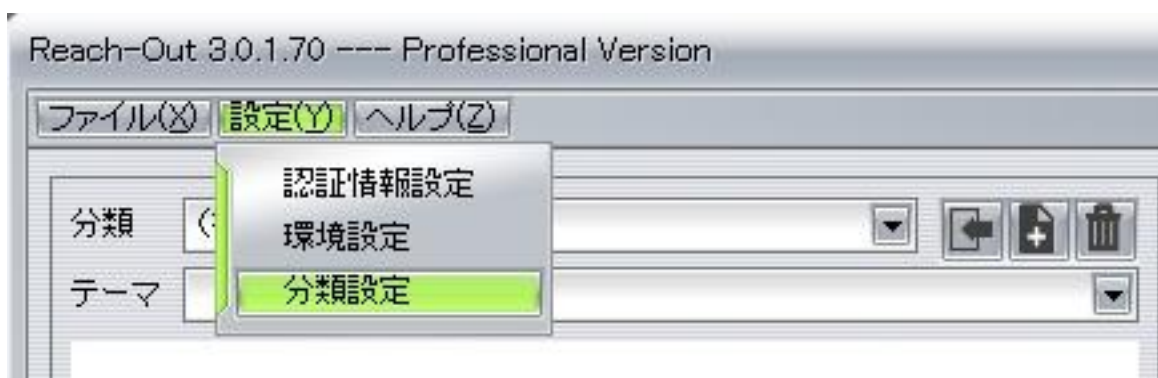 Reach-Out 3.0.1.70 --- Professional Version
ファイル(X) 設定(Y) ヘルプ(Z)
認証情報設定
分類
環境設定
テーマ
分類設定